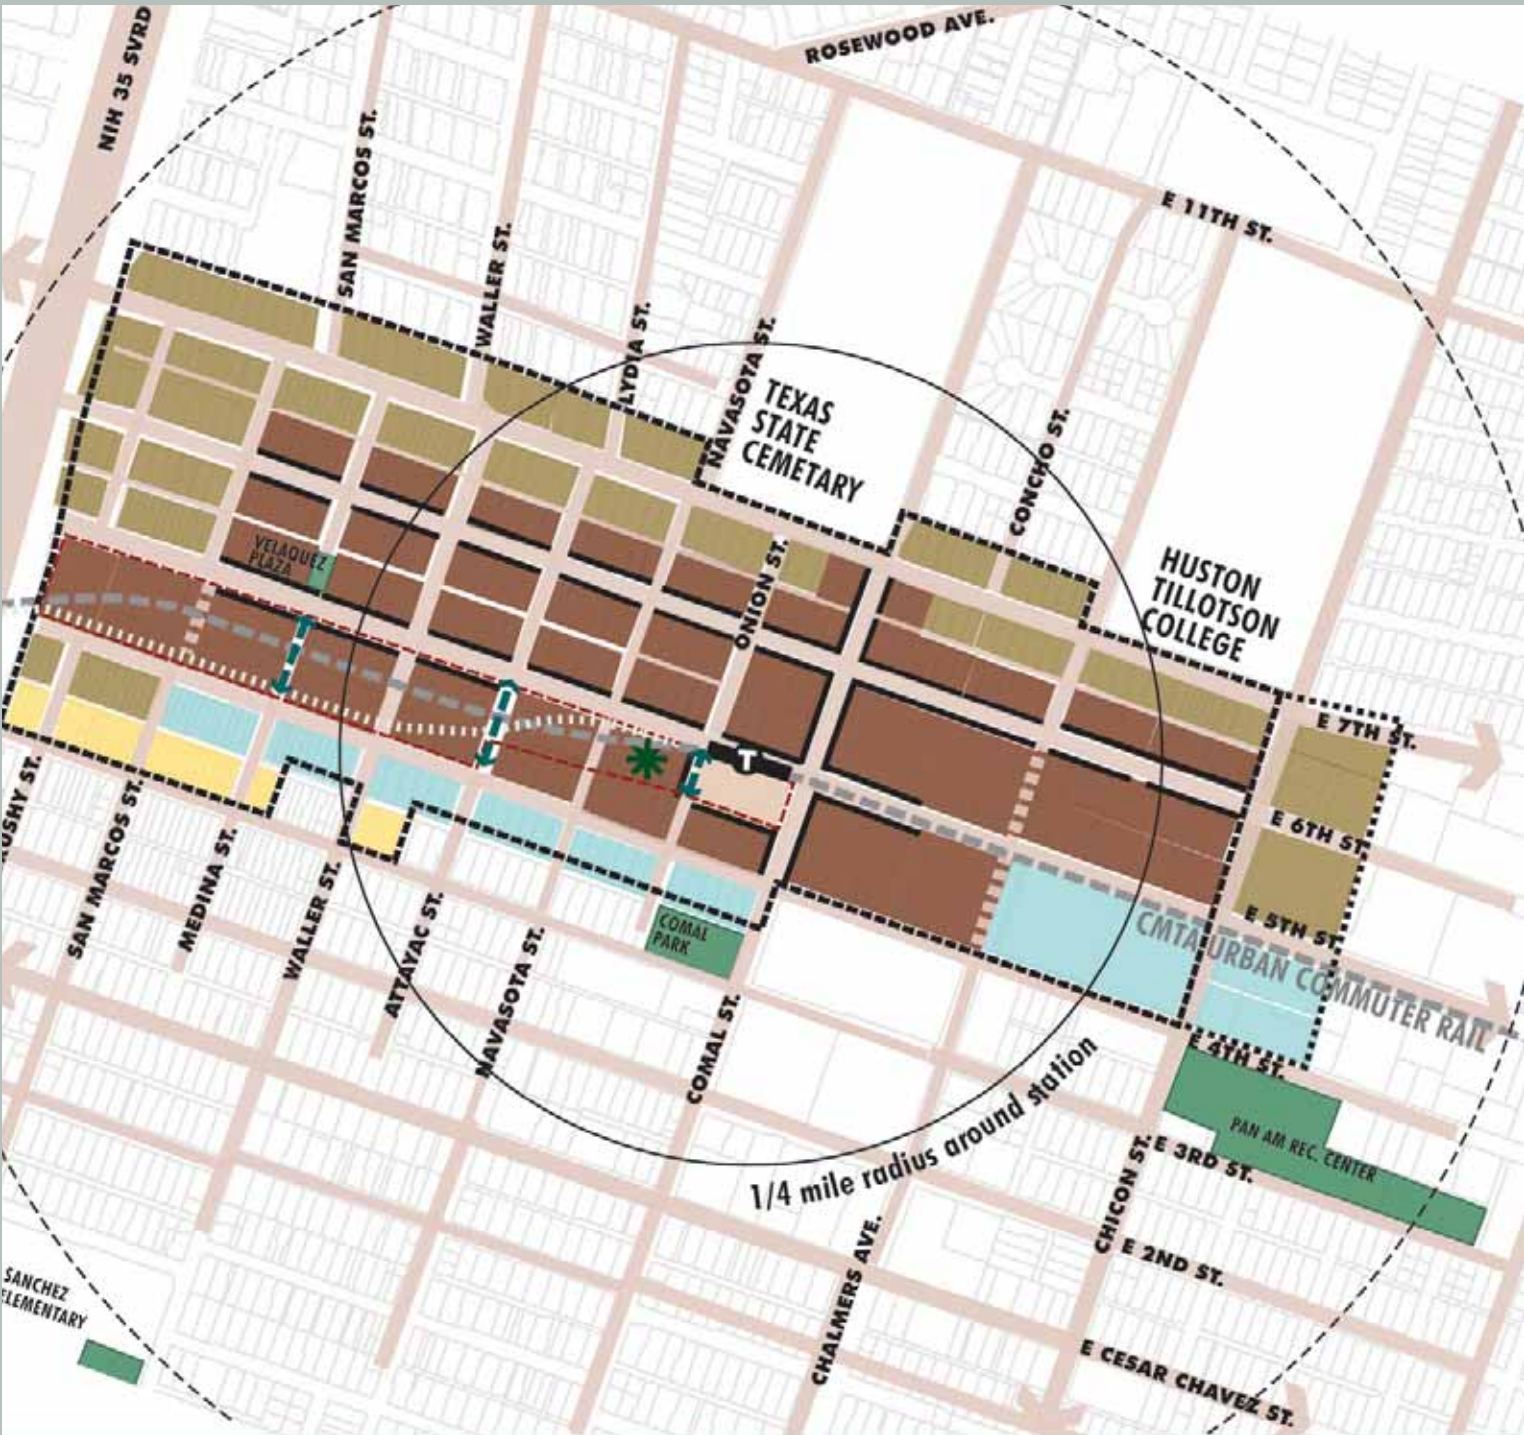 ROSEWOOD AVE.
NIH 35 SVRD
SAN MARCOS ST.
WALLER ST.
LYDIA ST.
NAVASOTA ST.
E 11TH ST.
TEXAS
STATE
CEMETARY
CONCHO ST.
HUSTON
TILLOTSON
COLLEGE
VELAQUEZ
PLAZA
ONION ST.
T
E 7TH ST.
E 6TH ST.
E 5TH ST.
CMTA URBAN COMMUTER RAIL
SAN MARCOS ST.
MEDINA ST.
WALLER ST.
ATTAYAC ST.
NAVASOTA ST.
COMAL
PARK
COMAL ST.
E 4TH ST.
1/4 mile radius around station
PAN AM REC. CENTER
E 3RD ST.
CHICON ST.
E 2ND ST.
CHALMERS AVE.
SANCHEZ
ELEMENTARY
E CESAR CHAVEZ ST.